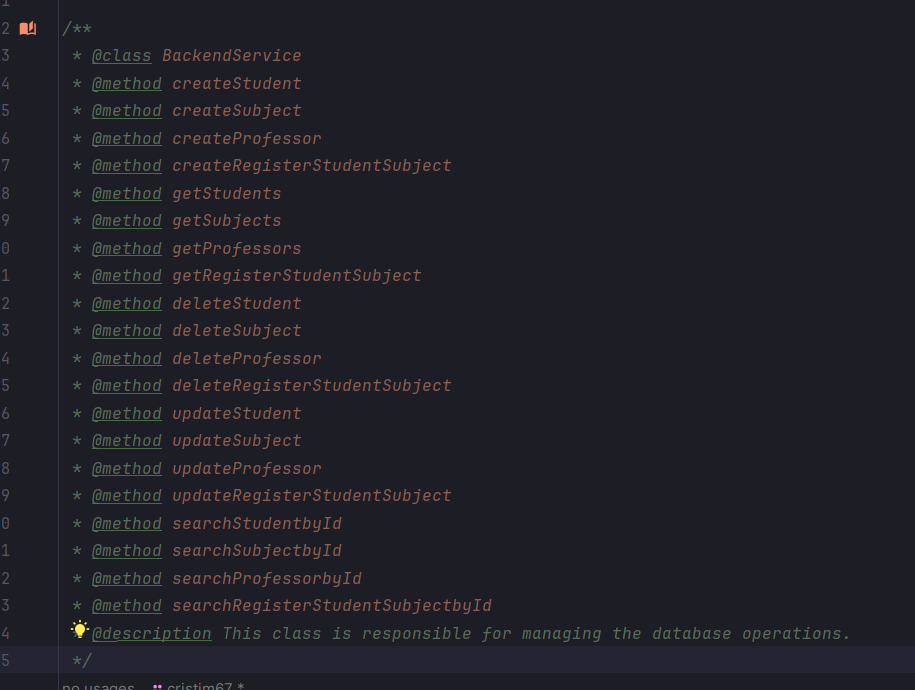 1
2 /**
3 * @class BackendService
4 * @method createStudent
5 * @method createSubject
6 * @method createProfessor
7 * @method createRegisterStudentSubject
8 * @method getStudents
9 * @method getSubjects
0 * @method getProfessors
1 * @method getRegisterStudentSubject
2 * @method deleteStudent
3 * @method deleteSubject
4 * @method deleteProfessor
5 * @method deleteRegisterStudentSubject
6 * @method updateStudent
7 * @method updateSubject
8 * @method updateProfessor
9 * @method updateRegisterStudentSubject
0 * @method searchStudentbyId
1 * @method searchSubjectbyId
2 * @method searchProfessorbyId
3 * @method searchRegisterStudentSubjectbyId
4 @description This class is responsible for managing the database operations.
5 */
no usages cristim67 *